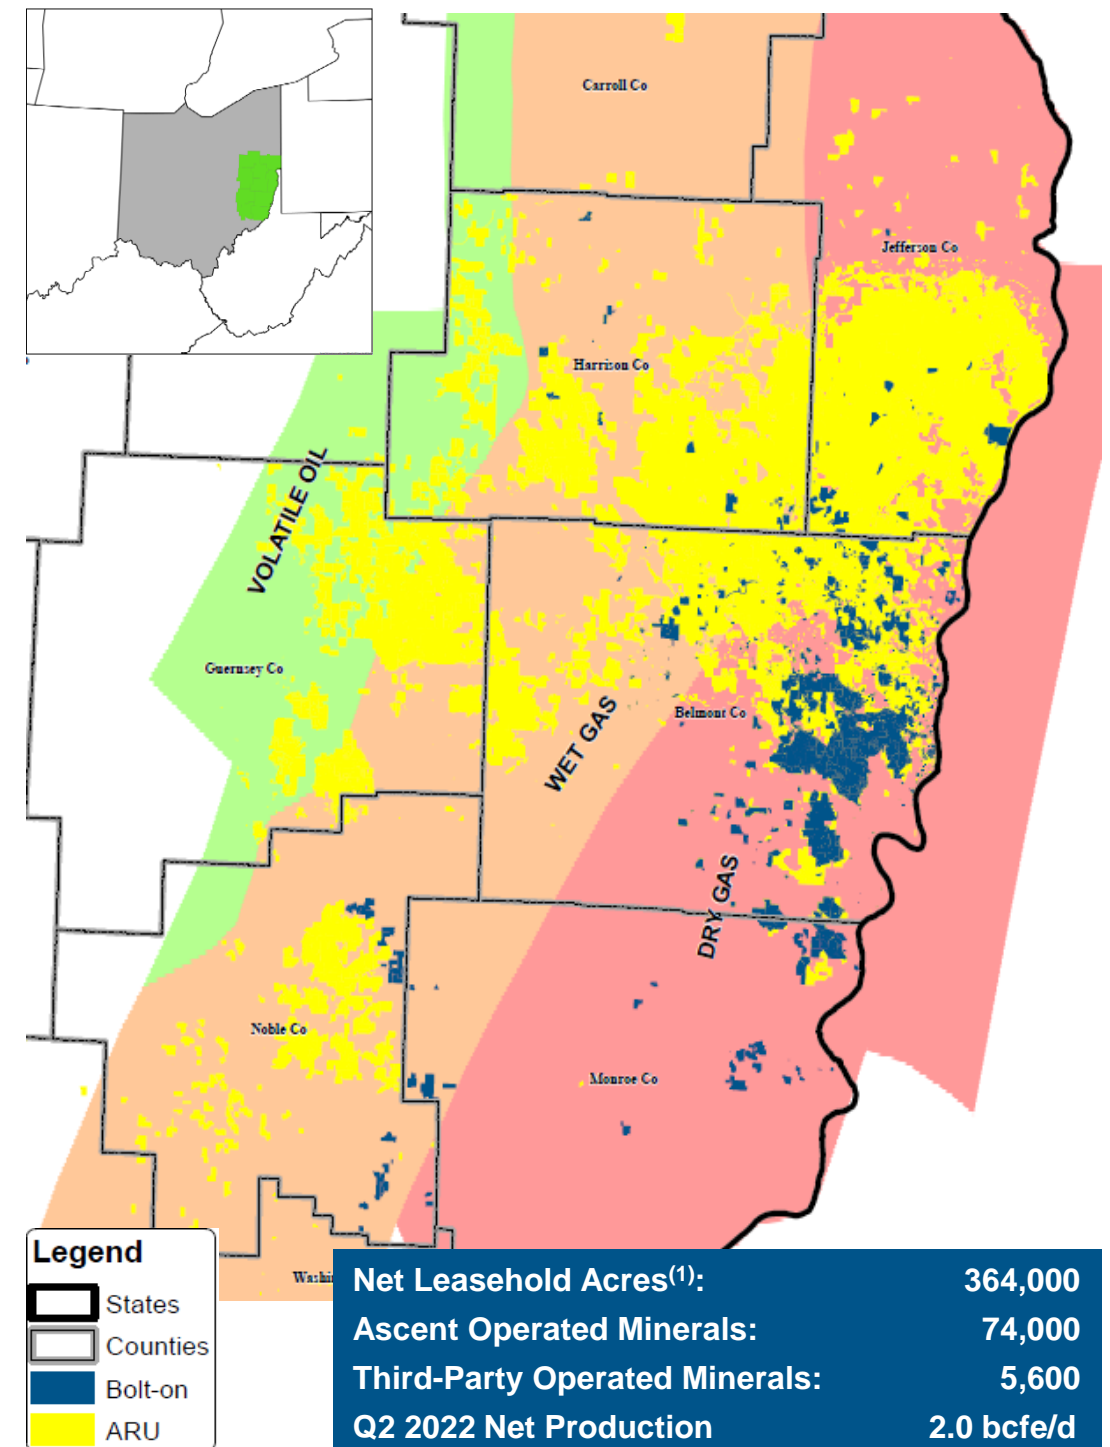 Carroll Co
Jefferson Co
Harrison Co
VOLATILE OIL
Guernsey Co
Belmont Co
WET GAS
DRY GAS
Noble Co
Monroe Co
Legend
States
Counties
Bolt-on
ARU
Washi
Net Leasehold Acres(1): 364,000
Ascent Operated Minerals: 74,000
Third-Party Operated Minerals: 5,600
Q2 2022 Net Production 2.0 bcfe/d